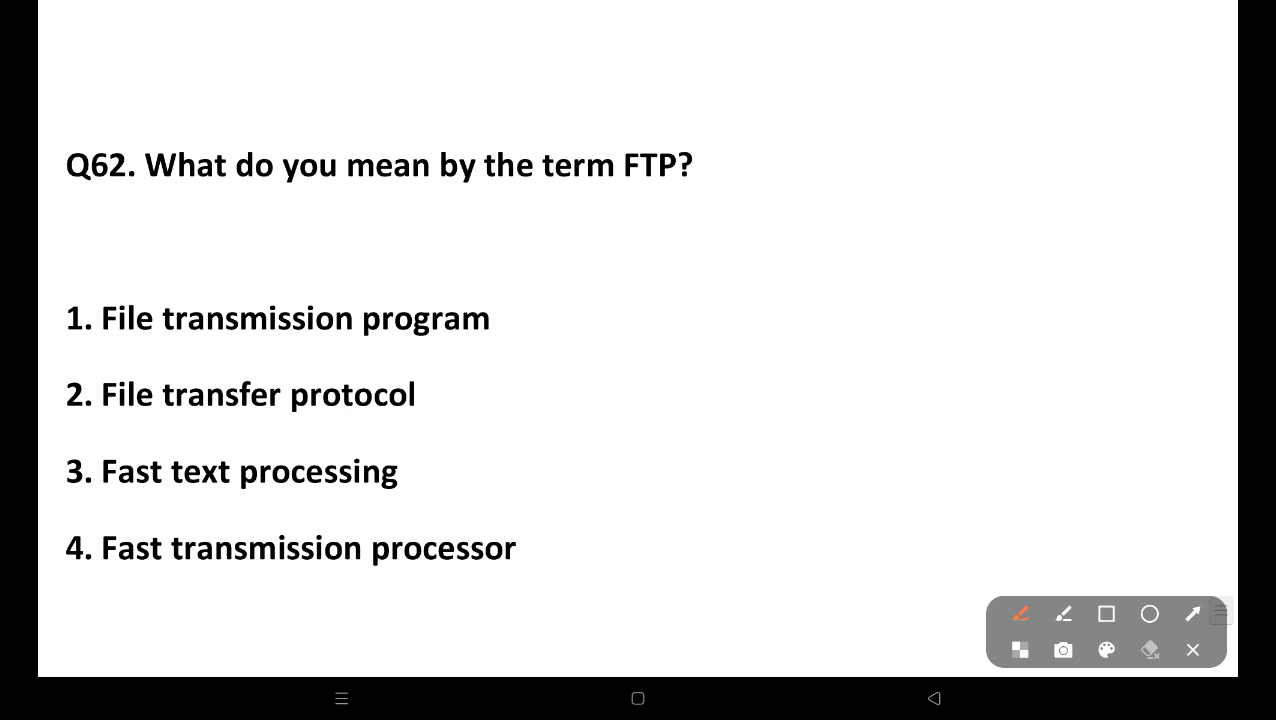 Q62. What do you mean by the term FTP?
1. File transmission program
2. File transfer protocol
3. Fast text processing
4. Fast transmission processor